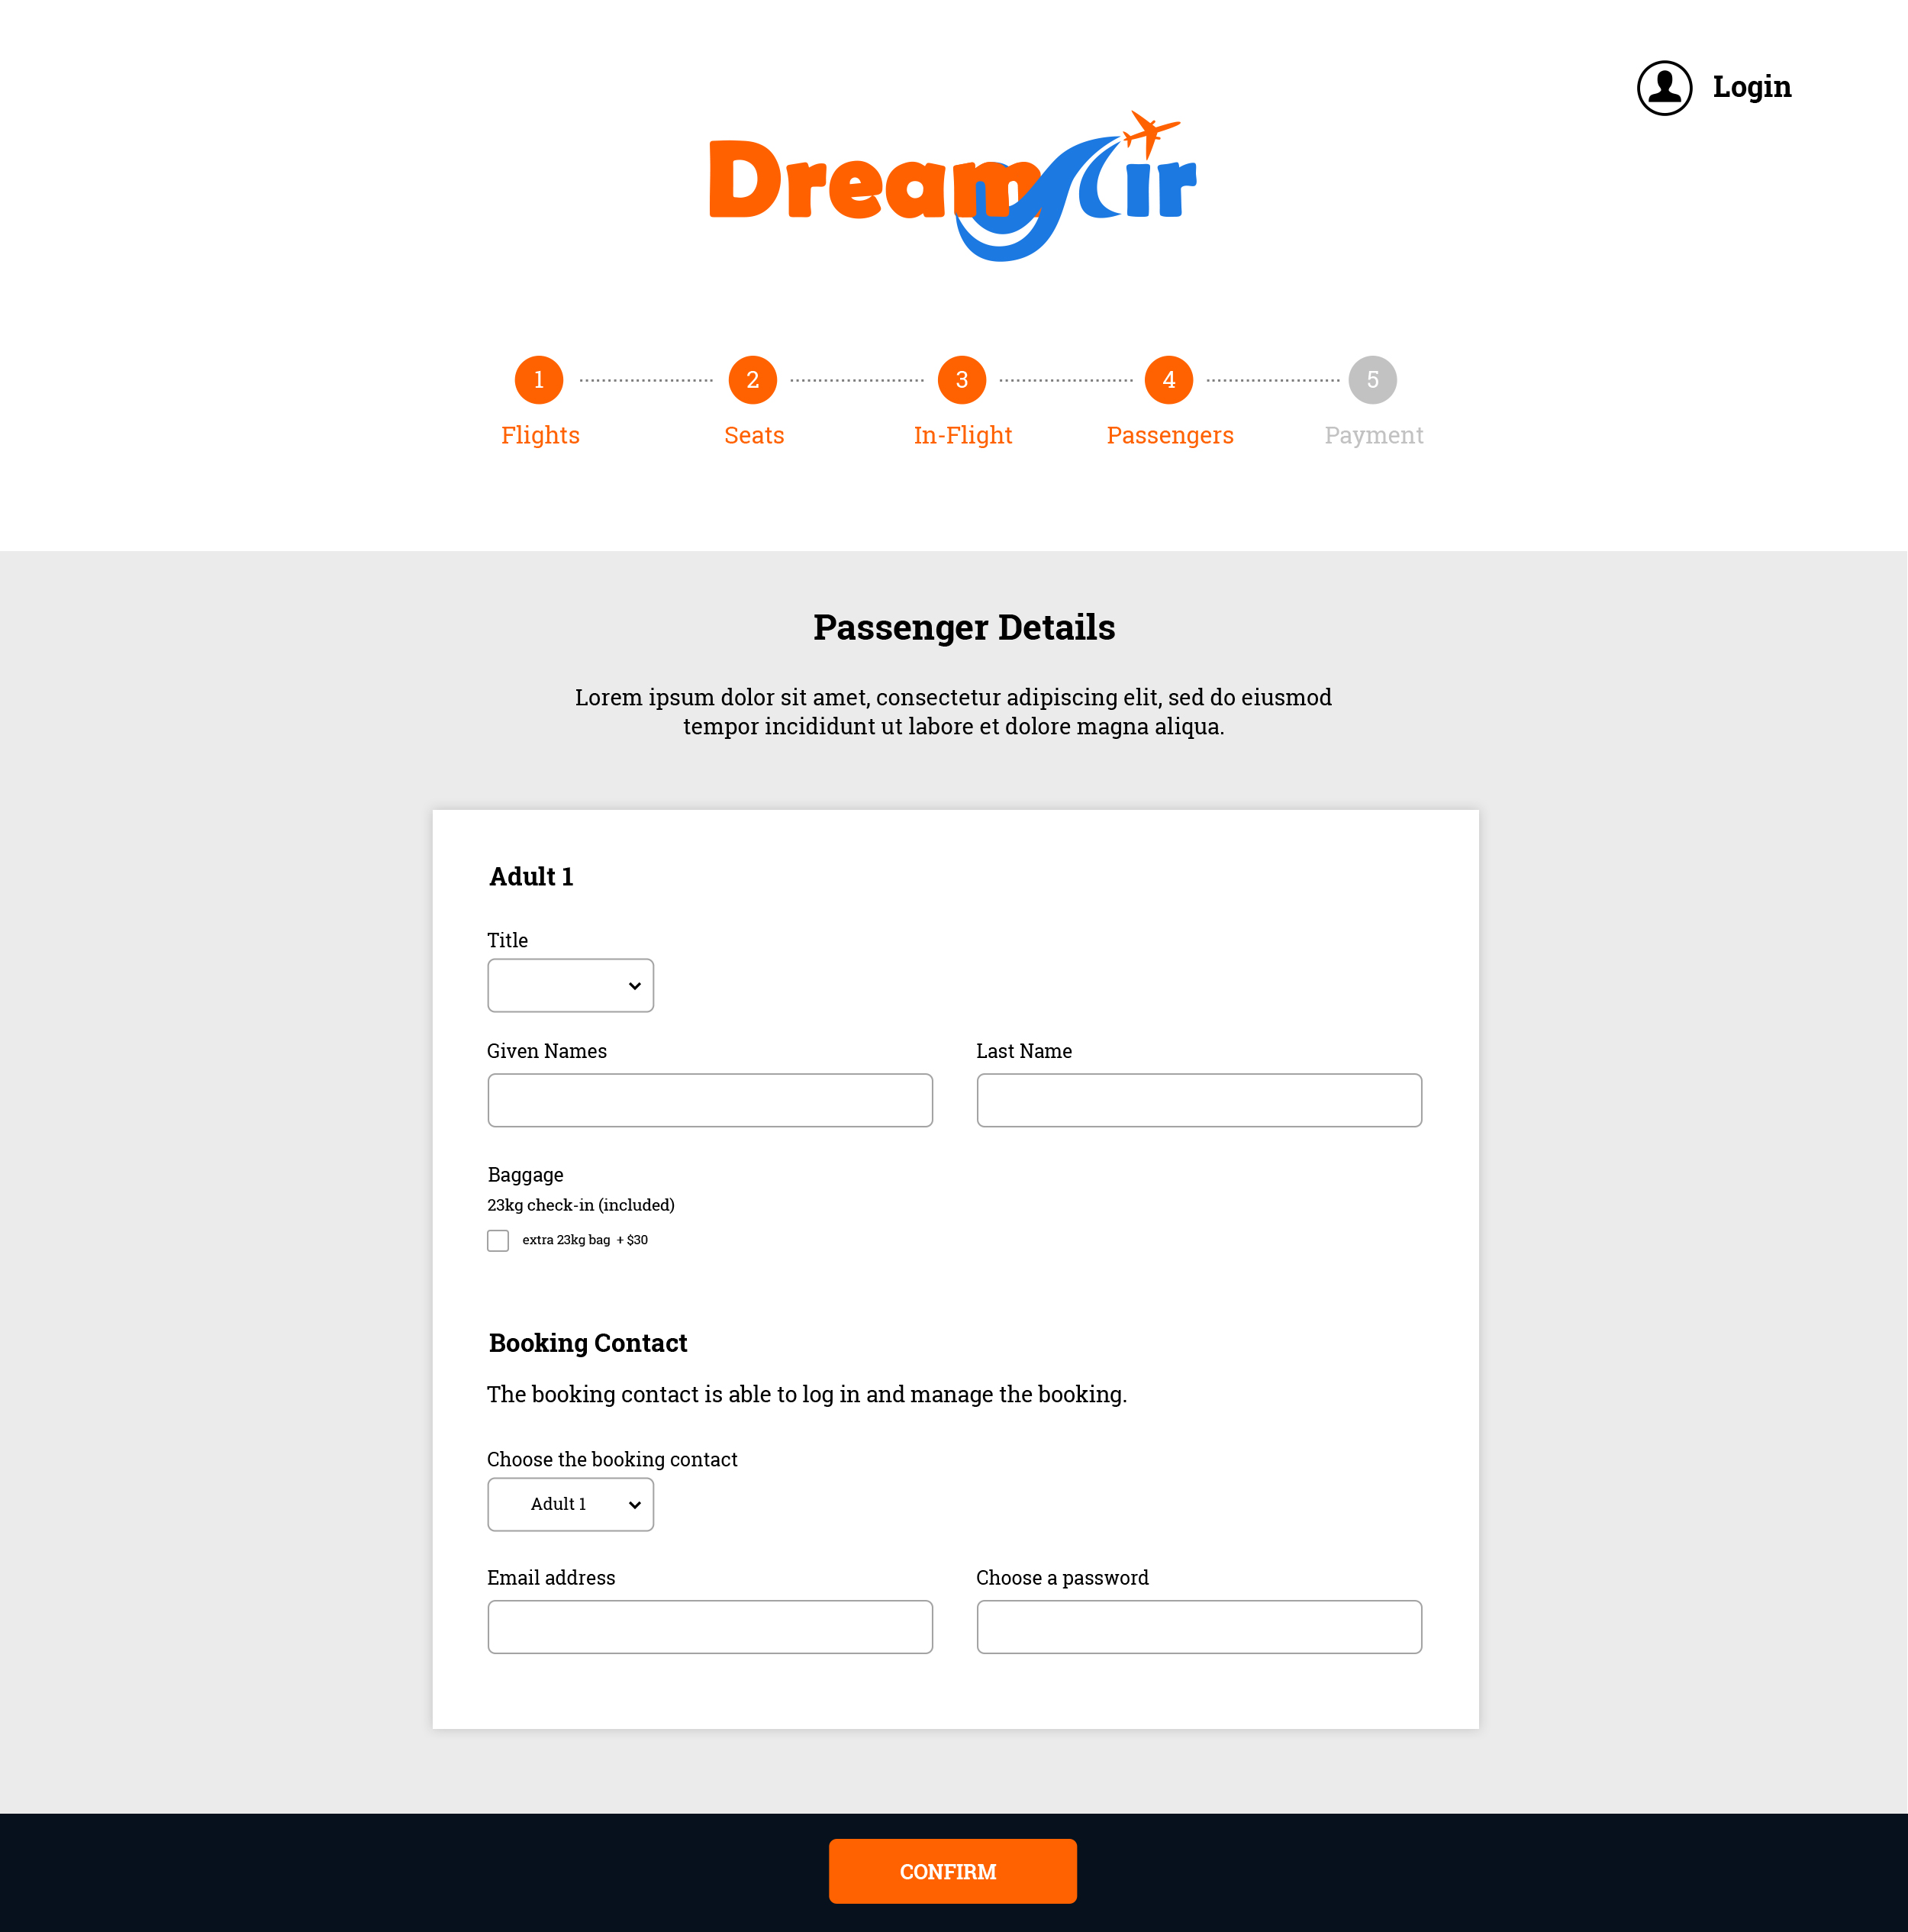 Login
DreamAir
1
2
3
4
5
Flights
Seats
In-Flight
Passengers
Payment
Passenger Details
Lorem ipsum dolor sit amet, consectetur adipiscing elit, sed do eiusmod
tempor incididunt ut labore et dolore magna aliqua.
Adult 1
Title
Given Names
Last Name
Baggage
23kg check-in (included)
extra 23kg bag + $30
Booking Contact
The booking contact is able to log in and manage the booking.
Choose the booking contact
Adult 1
Email address
Choose a password
CONFIRM